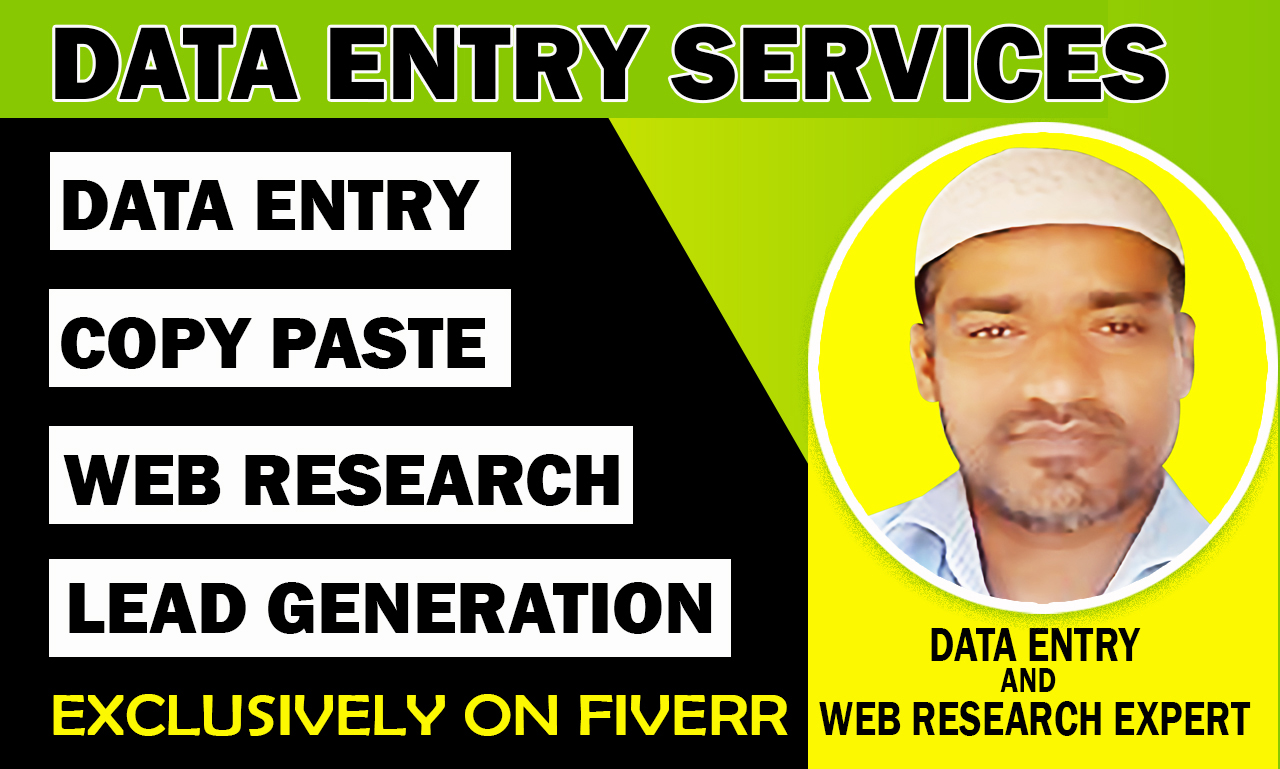 DATA ENTRY SERVICES
DATA ENTRY
COPY PASTE
WEB RESEARCH
LEAD GENERATION
EXCLUSIVELY ON FIVERR
DATA ENTRY
AND
WEB RESEARCH EXPERT